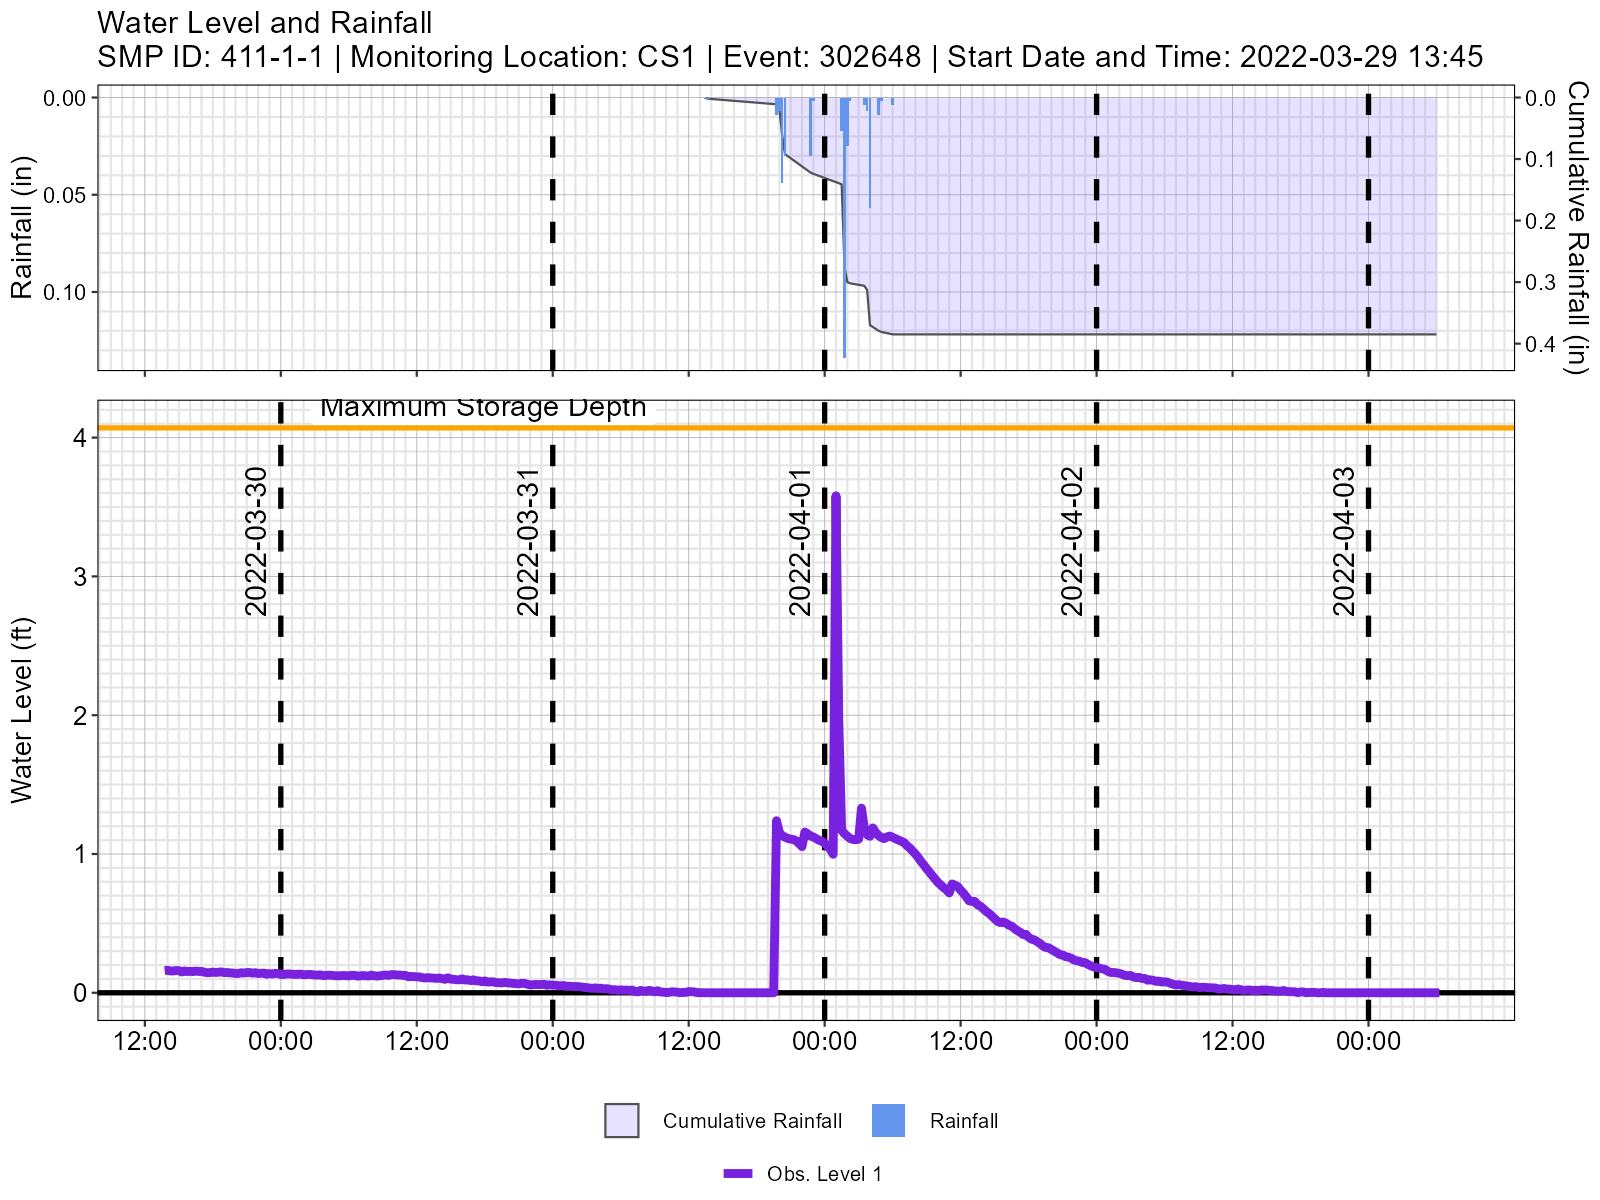 Water Level and Rainfall
SMP ID: 411-1-1 | Monitoring Location: CS1 | Event: 302648 | Start Date and Time: 2022-03-29 13:45
Rainfall (in)
0.00
0.05
0.10
0.0
0.1
0.2
0.3
0.4
Cumulative Rainfall (in)
Maximum Storage Depth
Water Level (ft)
4
3
2
1
0
2022-03-30
2022-03-31
2022-04-01
2022-04-02
2022-04-03
12:00 00:00 12:00 00:00 12:00 00:00 12:00 00:00 12:00 00:00
Cumulative Rainfall Rainfall
Obs. Level 1